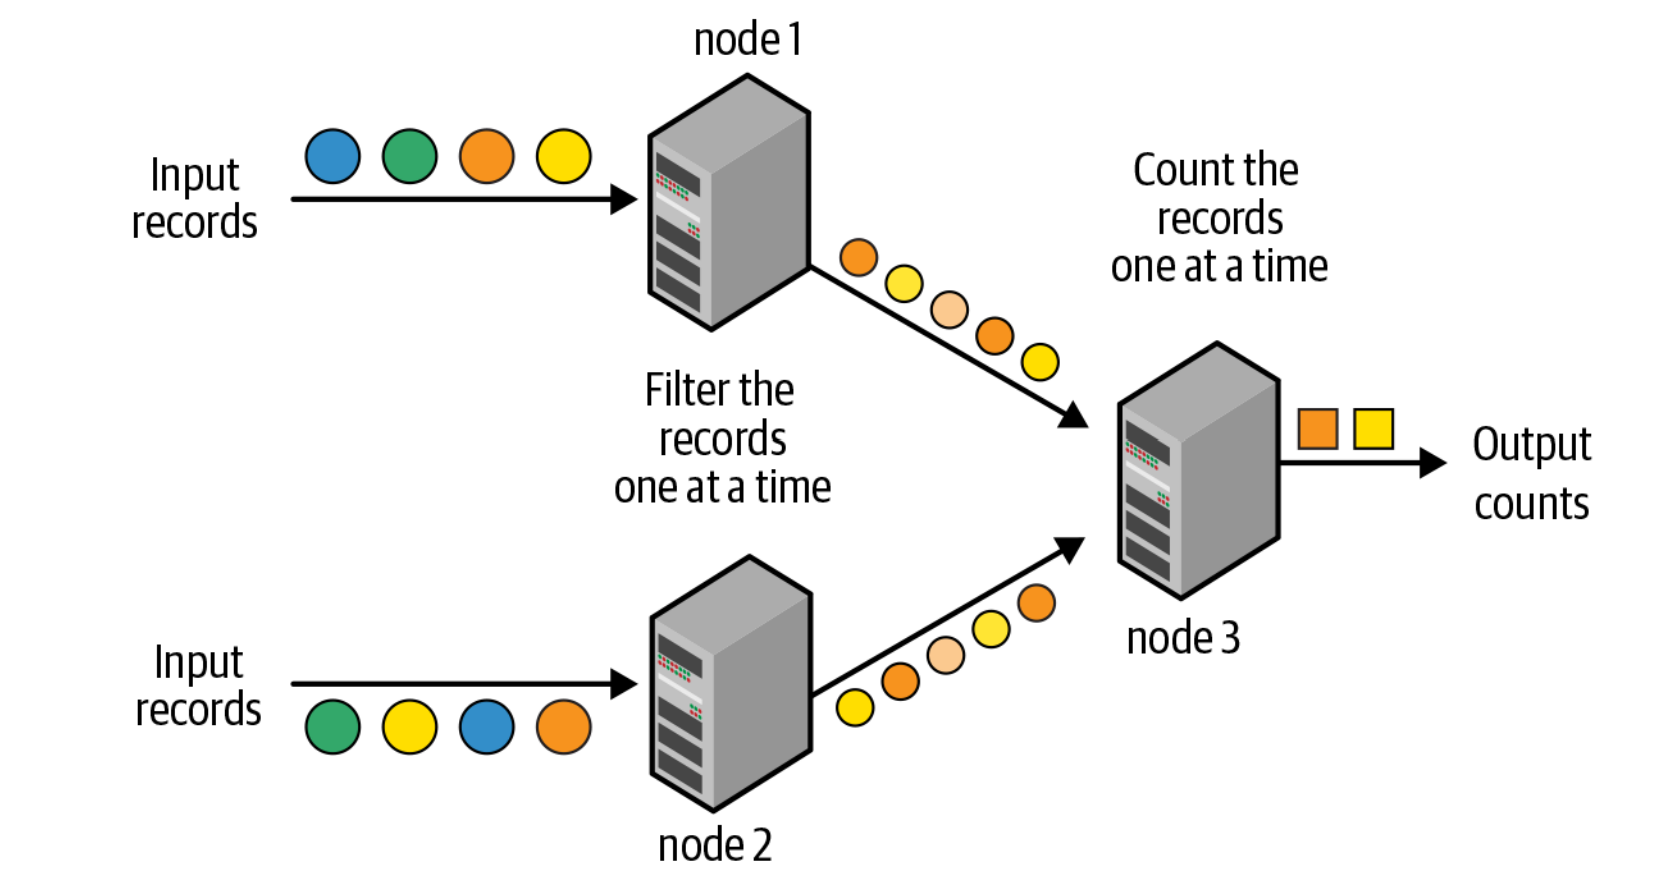 node 1
Input
records
Count the
records
one at a time
Filter the
records
one at a time
Output
counts
node 3
Input
records
node 2